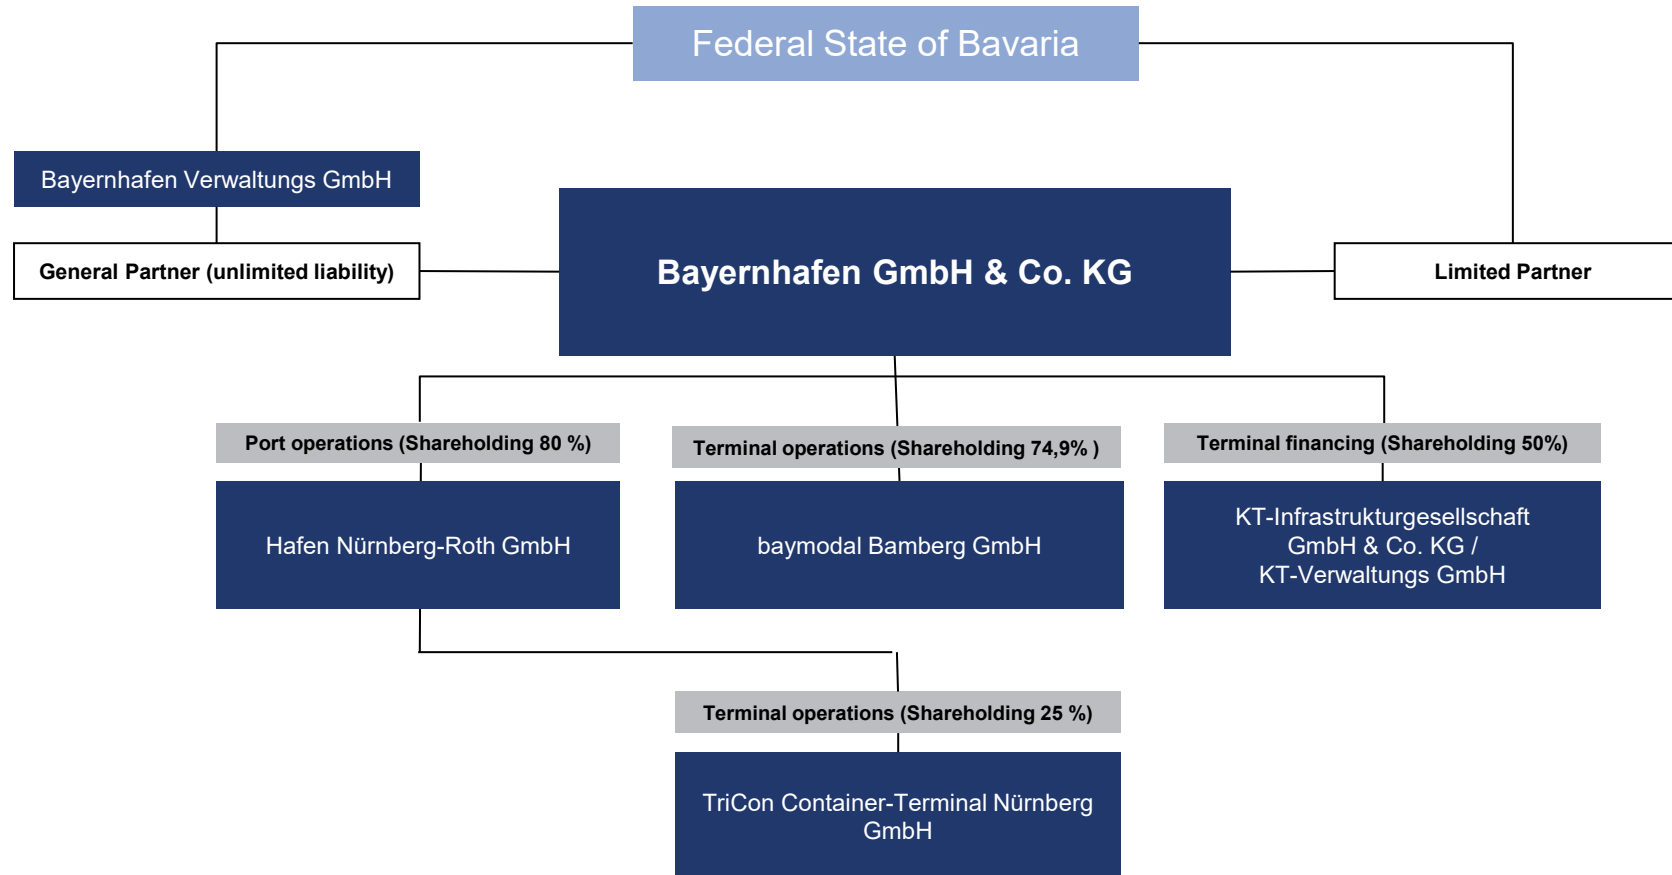 Federal State of Bavaria
Bayernhafen Verwaltungs GmbH
General Partner (unlimited liability)
Bayernhafen GmbH & Co. KG
Limited Partner
Port operations (Shareholding 80 %)
Terminal operations (Shareholding 74,9% )
Terminal financing (Shareholding 50%)
Hafen Nürnberg-Roth GmbH
baymodal Bamberg GmbH
KT-Infrastrukturgesellschaft
GmbH & Co. KG /
KT-Verwaltungs GmbH
Terminal operations (Shareholding 25 %)
TriCon Container-Terminal Nürnberg
GmbH